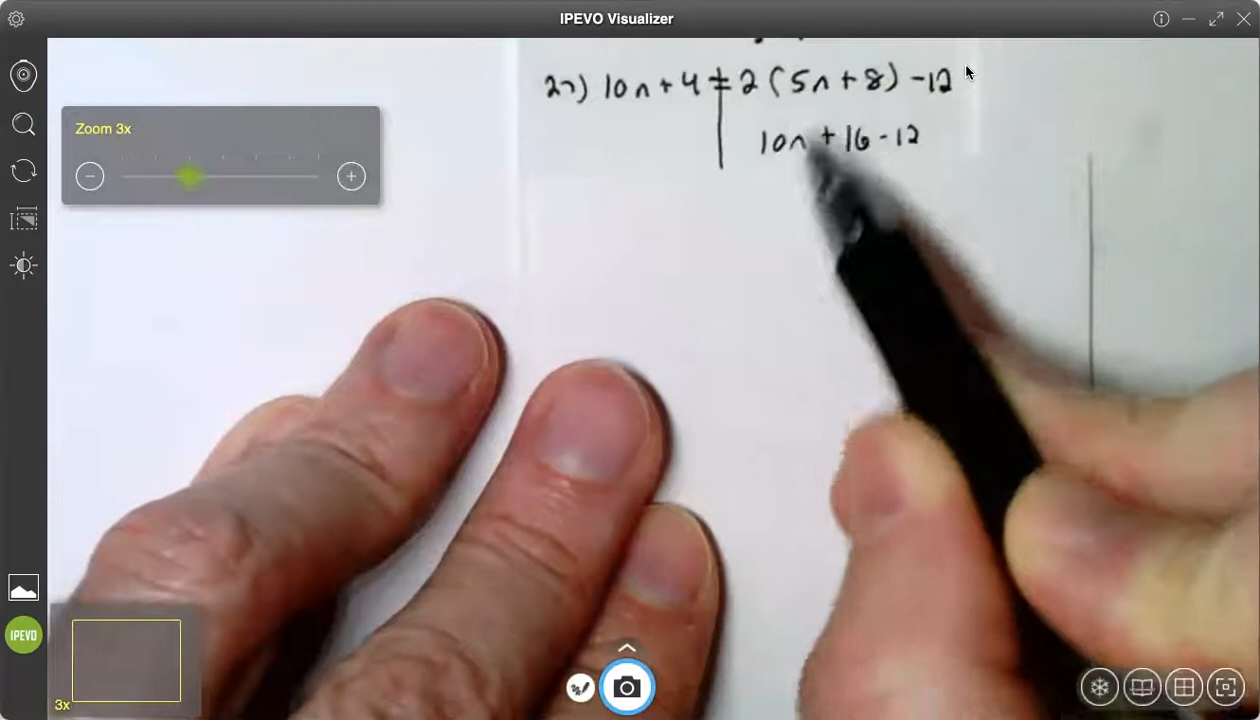 IPEVO Visualizer
27) 10n + 4 = 2 (5n + 8) - 12
Zoom 3x
10n + 16 - 12
IPEVO
3x